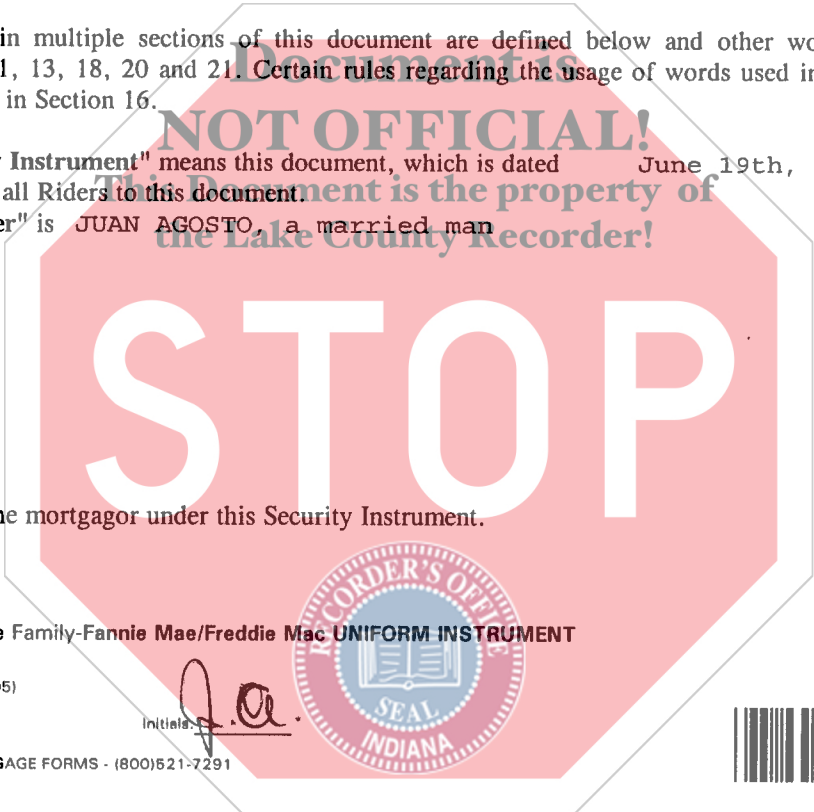 in multiple sections of this document are defined below and other wo
1, 13, 18, 20 and 21. Certain rules regarding the usage of words used in
in Section 16.
Document is
NOT OFFICIAL!
This Document is the property of
the Lake County Recorder!
Instrument" means this document, which is dated June 19th,
all Riders to this document.
er" is JUAN AGOSTO, a married man
STOP
e mortgagor under this Security Instrument.
RECORDER'S OFFICE
SEAL
INDIANA
e Family-Fannie Mae/Freddie Mac UNIFORM INSTRUMENT
05)
Initials: J.A.
GAGE FORMS - (800)521-7291